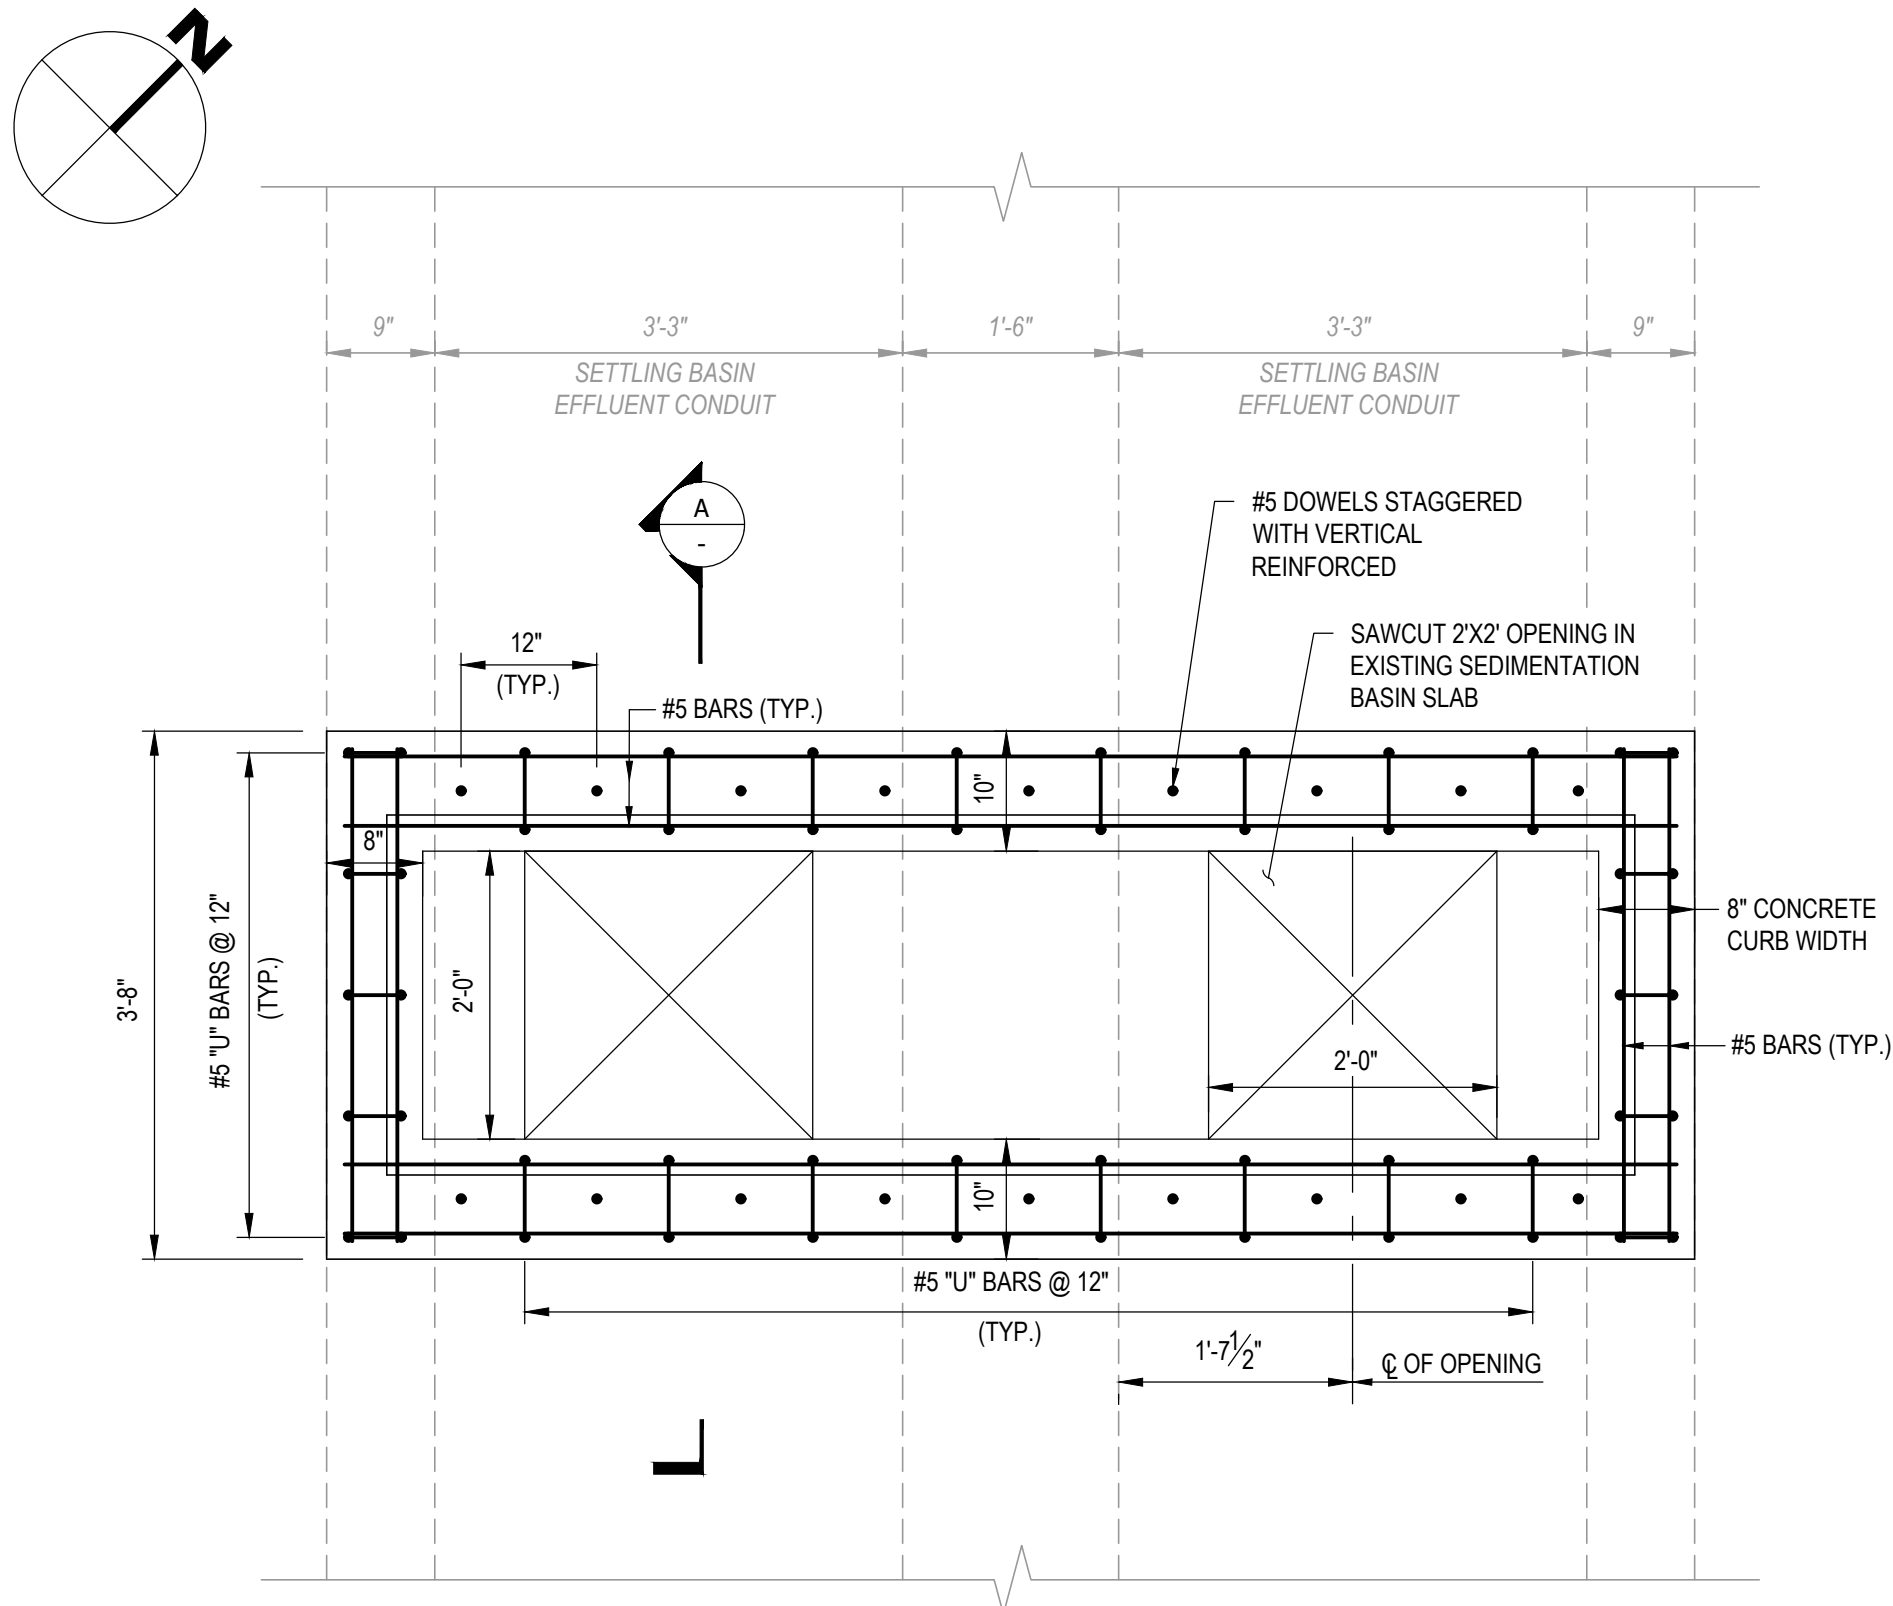 N
9"
3'-3"
1'-6"
3'-3"
9"
SETTLING BASIN
EFFLUENT CONDUIT
SETTLING BASIN
EFFLUENT CONDUIT
A
-
#5 DOWELS STAGGERED
WITH VERTICAL
REINFORCED
SAWCUT 2'X2' OPENING IN
EXISTING SEDIMENTATION
BASIN SLAB
12"
(TYP.)
#5 BARS (TYP.)
10"
8"
3'-8"
#5 "U" BARS @ 12"
(TYP.)
2'-0"
8" CONCRETE
CURB WIDTH
2'-0"
#5 BARS (TYP.)
10"
#5 "U" BARS @ 12"
(TYP.)
1'-7½"
℄ OF OPENING